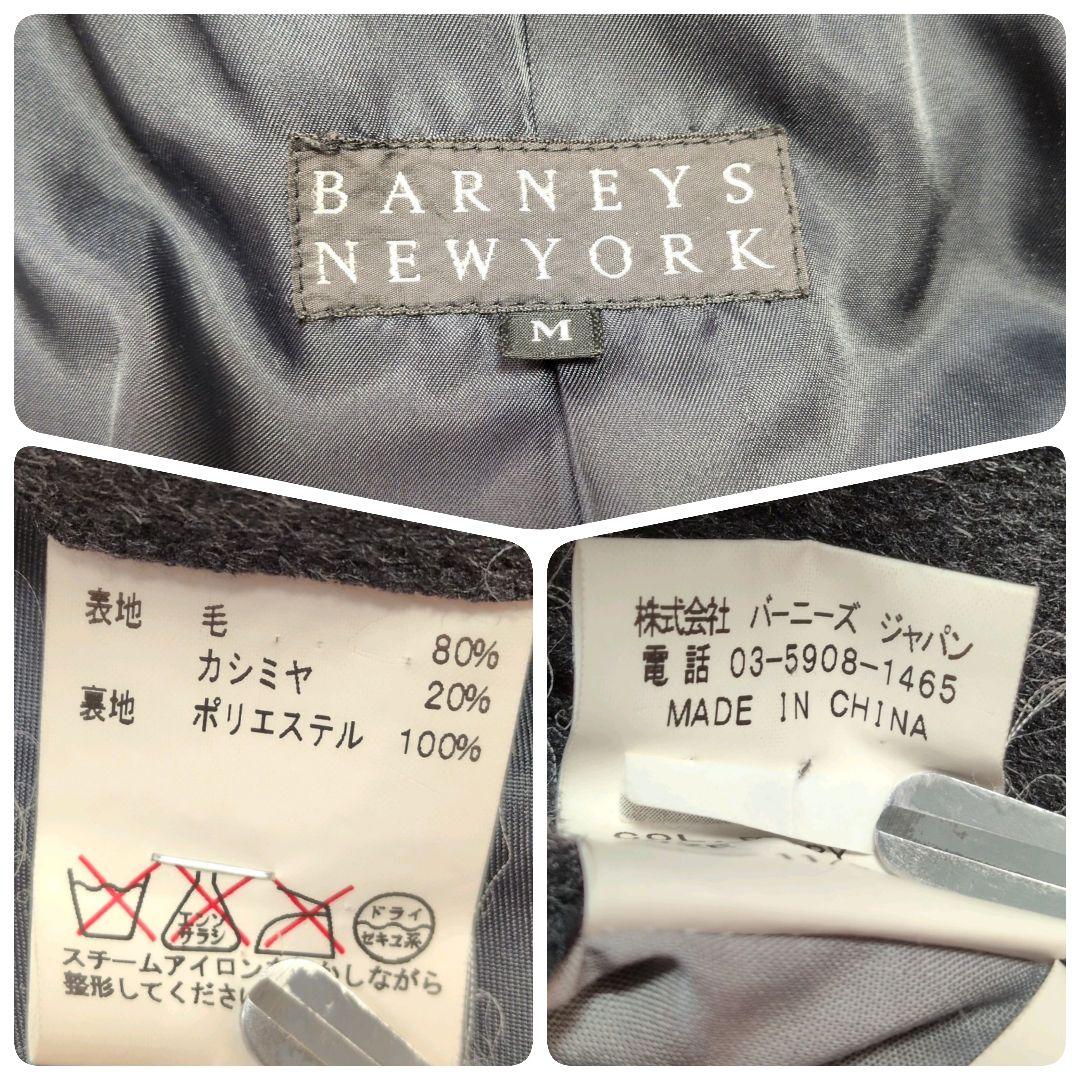 BARNEYS
NEWYORK
M
表地 毛 80%
カシミヤ 20%
裏地 ポリエステル 100%
エンソ
サラシ
ドライ
セキユ系
スチームアイロン かしながら
整形してくださ
株式会社 バーニーズ ジャパン
電話 03-5908-1465
MADE IN CHINA